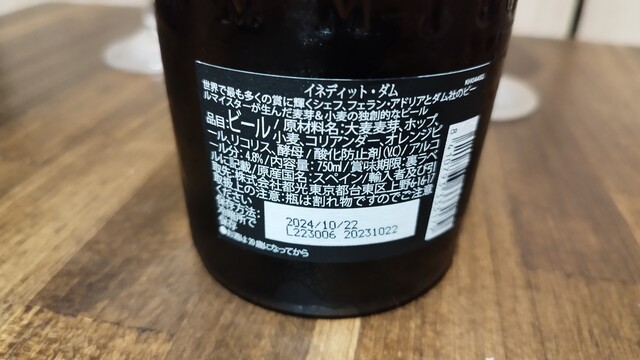 イネディット・ダム
世界で最も多くの賞に輝くシェフ、フェラン・アドリアとダム社のビー
ルマイスターが生んだ麦芽&小麦の独創的なビール
品目:ビール/原材料名:大麦麦芽、ホップ、
小麦、コリアンダー、オレンジピ
ール、リコリス、酵母/酸化防止剤(V.C)/アルコ
ール分:4.8%/内容量:750ml/賞味期限:裏ラベ
ルに記載/原産国名:スペイン/輸入者及び引
取先:株式会社都光 東京都台東区上野6-16-17
取扱上の注意:瓶は割れ物ですのでご注意
ください
保存方法:
2024/10/22
L223006 20231022
●お酒は20歳になってから